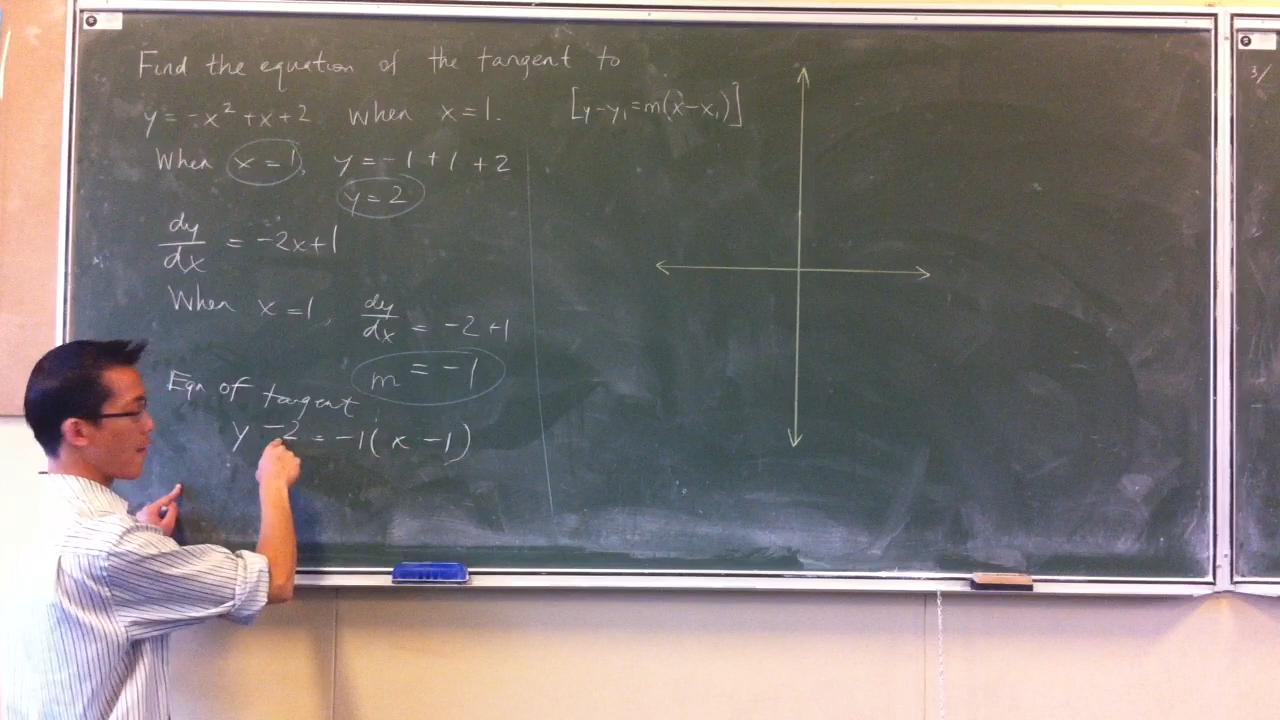 Find the equation of the tangent to
y = -x² + x + 2 when x = 1.
[y - y₁ = m(x - x₁)]
When x = 1, y = -1 + 1 + 2
y = 2
dy/dx = -2x+1
When x = 1, dy/dx = -2 + 1
m = -1
Eqn of tangent
y - 2 = -1(x - 1)
3/